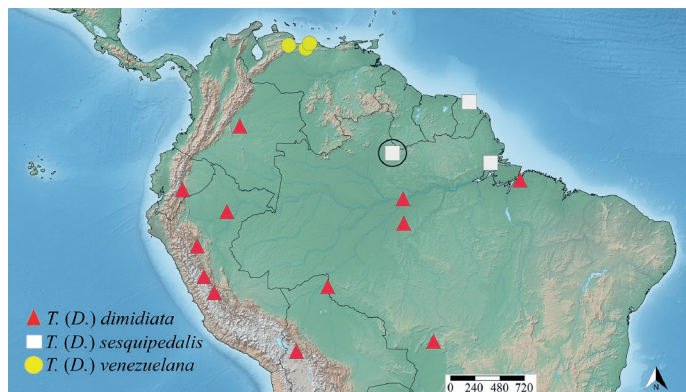 T. (D.) dimidiata
T. (D.) sesquipedalis
T. (D.) venezuelana
0 240 480 720
N